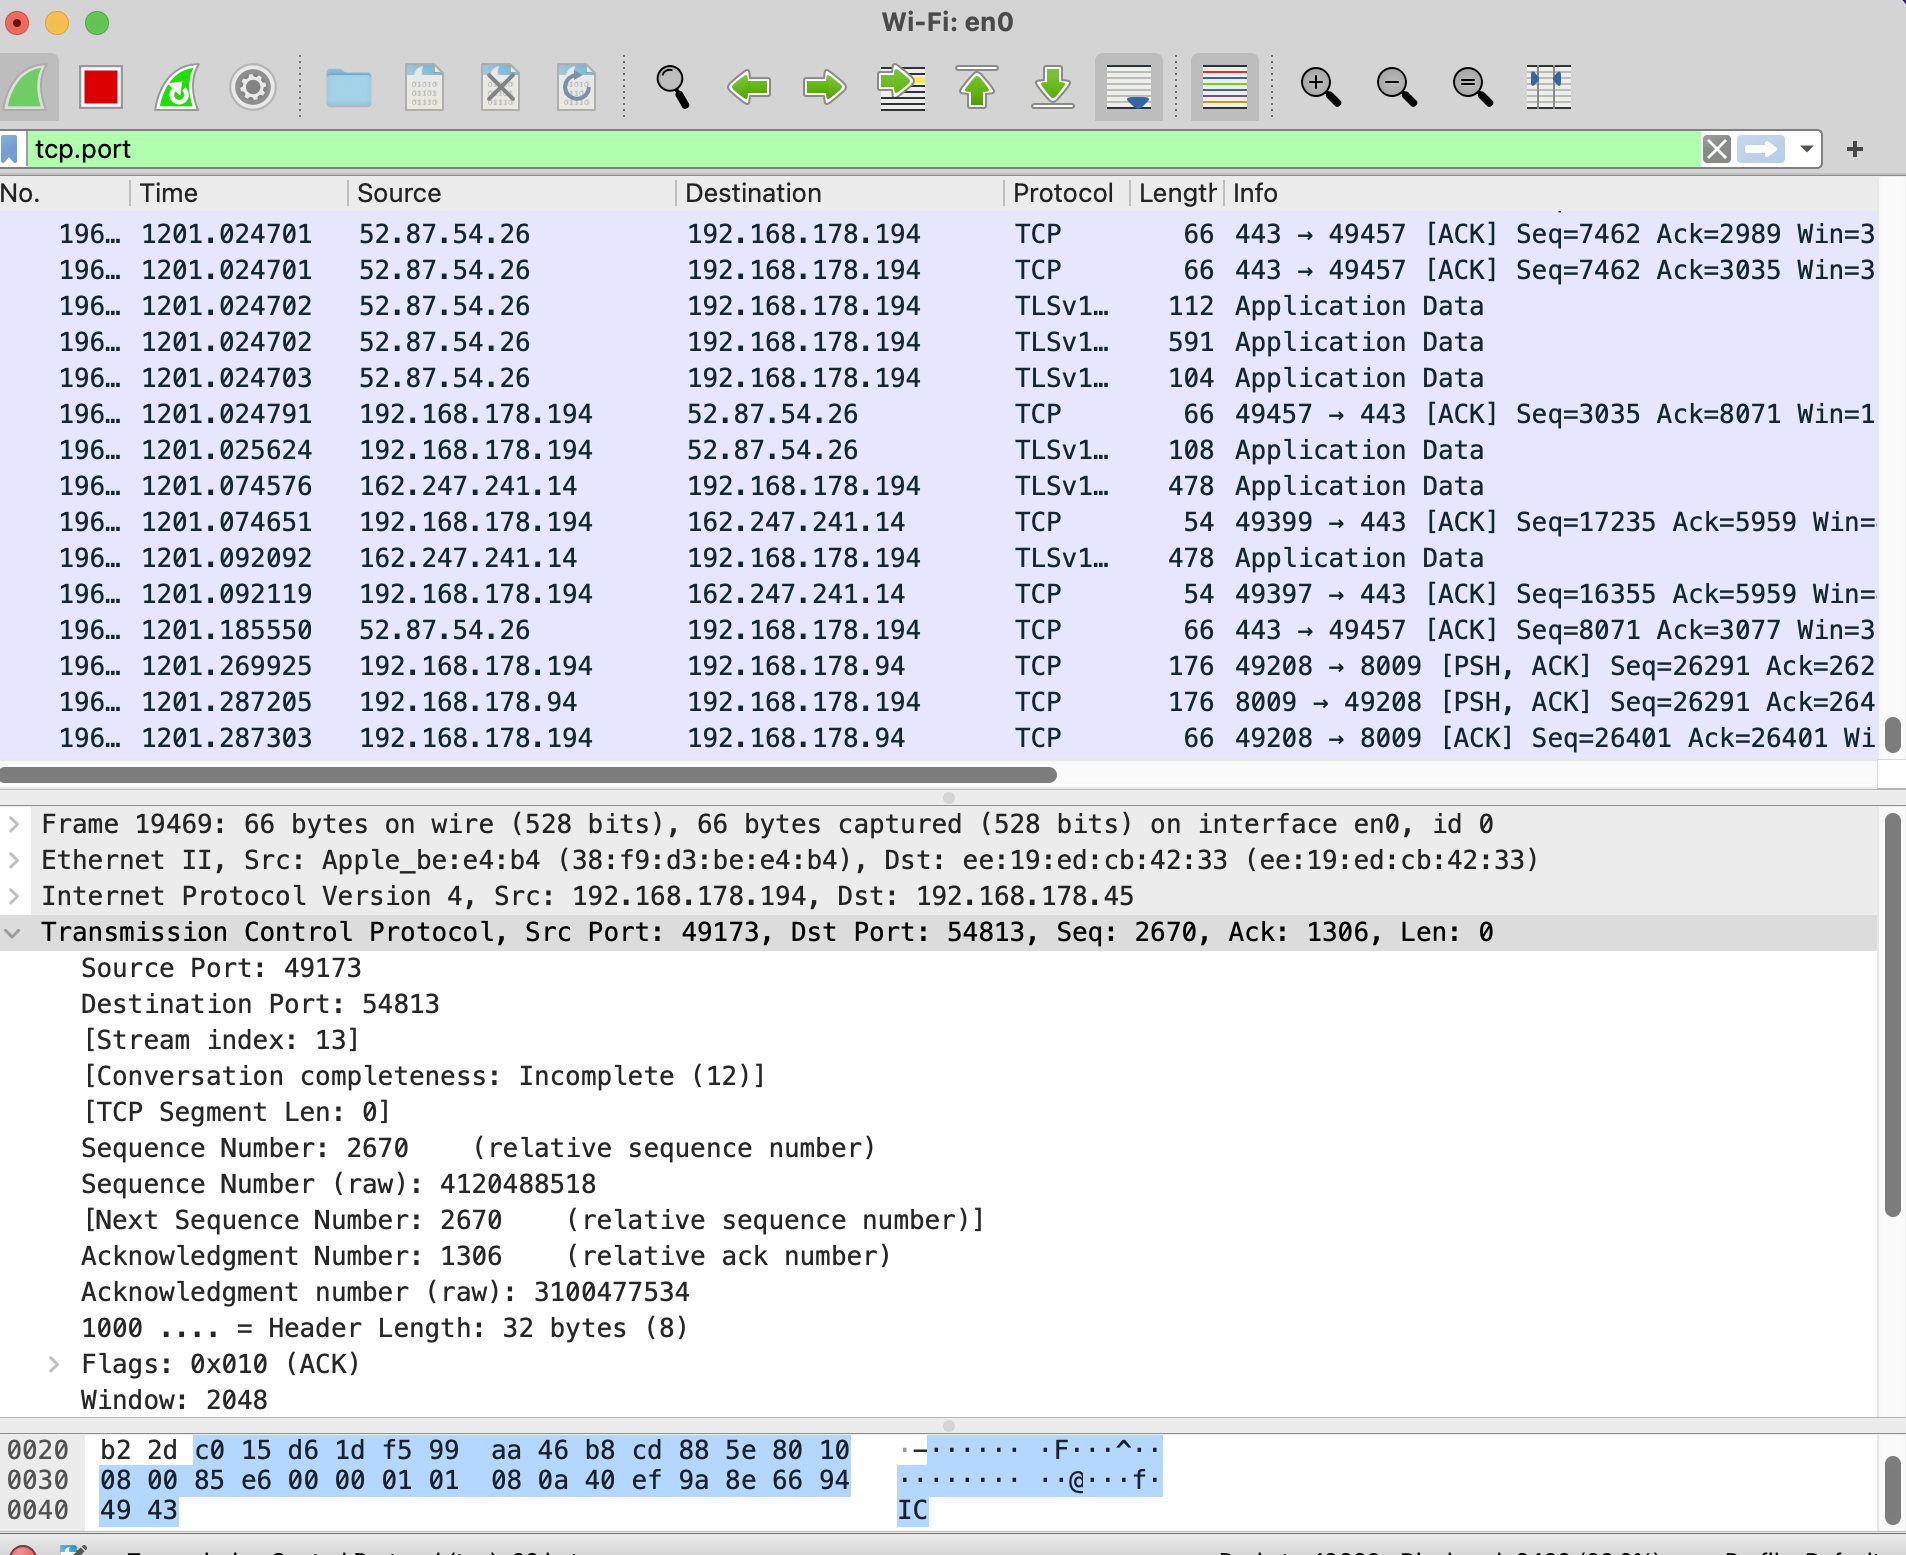 Wi-Fi: en0
tcp.port
No. Time Source Destination Protocol Length Info
196… 1201.024701 52.87.54.26 192.168.178.194 TCP 66 443 → 49457 [ACK] Seq=7462 Ack=2989 Win=3
196… 1201.024701 52.87.54.26 192.168.178.194 TCP 66 443 → 49457 [ACK] Seq=7462 Ack=3035 Win=3
196… 1201.024702 52.87.54.26 192.168.178.194 TLSv1… 112 Application Data
196… 1201.024702 52.87.54.26 192.168.178.194 TLSv1… 591 Application Data
196… 1201.024703 52.87.54.26 192.168.178.194 TLSv1… 104 Application Data
196… 1201.024791 192.168.178.194 52.87.54.26 TCP 66 49457 → 443 [ACK] Seq=3035 Ack=8071 Win=1
196… 1201.025624 192.168.178.194 52.87.54.26 TLSv1… 108 Application Data
196… 1201.074576 162.247.241.14 192.168.178.194 TLSv1… 478 Application Data
196… 1201.074651 192.168.178.194 162.247.241.14 TCP 54 49399 → 443 [ACK] Seq=17235 Ack=5959 Win=
196… 1201.092092 162.247.241.14 192.168.178.194 TLSv1… 478 Application Data
196… 1201.092119 192.168.178.194 162.247.241.14 TCP 54 49397 → 443 [ACK] Seq=16355 Ack=5959 Win=
196… 1201.185550 52.87.54.26 192.168.178.194 TCP 66 443 → 49457 [ACK] Seq=8071 Ack=3077 Win=3
196… 1201.269925 192.168.178.194 192.168.178.94 TCP 176 49208 → 8009 [PSH, ACK] Seq=26291 Ack=262
196… 1201.287205 192.168.178.94 192.168.178.194 TCP 176 8009 → 49208 [PSH, ACK] Seq=26291 Ack=264
196… 1201.287303 192.168.178.194 192.168.178.94 TCP 66 49208 → 8009 [ACK] Seq=26401 Ack=26401 Wi
Frame 19469: 66 bytes on wire (528 bits), 66 bytes captured (528 bits) on interface en0, id 0
Ethernet II, Src: Apple_be:e4:b4 (38:f9:d3:be:e4:b4), Dst: ee:19:ed:cb:42:33 (ee:19:ed:cb:42:33)
Internet Protocol Version 4, Src: 192.168.178.194, Dst: 192.168.178.45
Transmission Control Protocol, Src Port: 49173, Dst Port: 54813, Seq: 2670, Ack: 1306, Len: 0
Source Port: 49173
Destination Port: 54813
[Stream index: 13]
[Conversation completeness: Incomplete (12)]
[TCP Segment Len: 0]
Sequence Number: 2670 (relative sequence number)
Sequence Number (raw): 4120488518
[Next Sequence Number: 2670 (relative sequence number)]
Acknowledgment Number: 1306 (relative ack number)
Acknowledgment number (raw): 3100477534
1000 .... = Header Length: 32 bytes (8)
Flags: 0x010 (ACK)
Window: 2048
0020 b2 2d c0 15 d6 1d f5 99 aa 46 b8 cd 88 5e 80 10 ·-······ ·F···^··
0030 08 00 85 e6 00 00 01 01 08 0a 40 ef 9a 8e 66 94 ········ ··@···f·
0040 49 43 IC